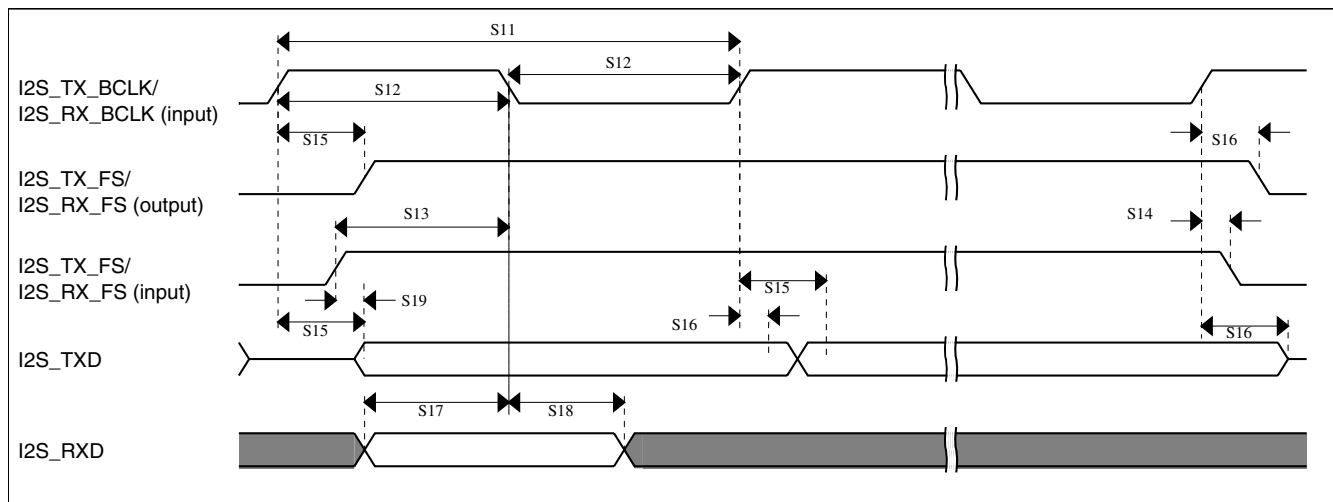 S11
S12
I2S_TX_BCLK/
I2S_RX_BCLK (input)
S12
S15
S16
I2S_TX_FS/
I2S_RX_FS (output)
S13
S14
I2S_TX_FS/
I2S_RX_FS (input)
S15
S19
S16
S15
S16
I2S_TXD
S17
S18
I2S_RXD